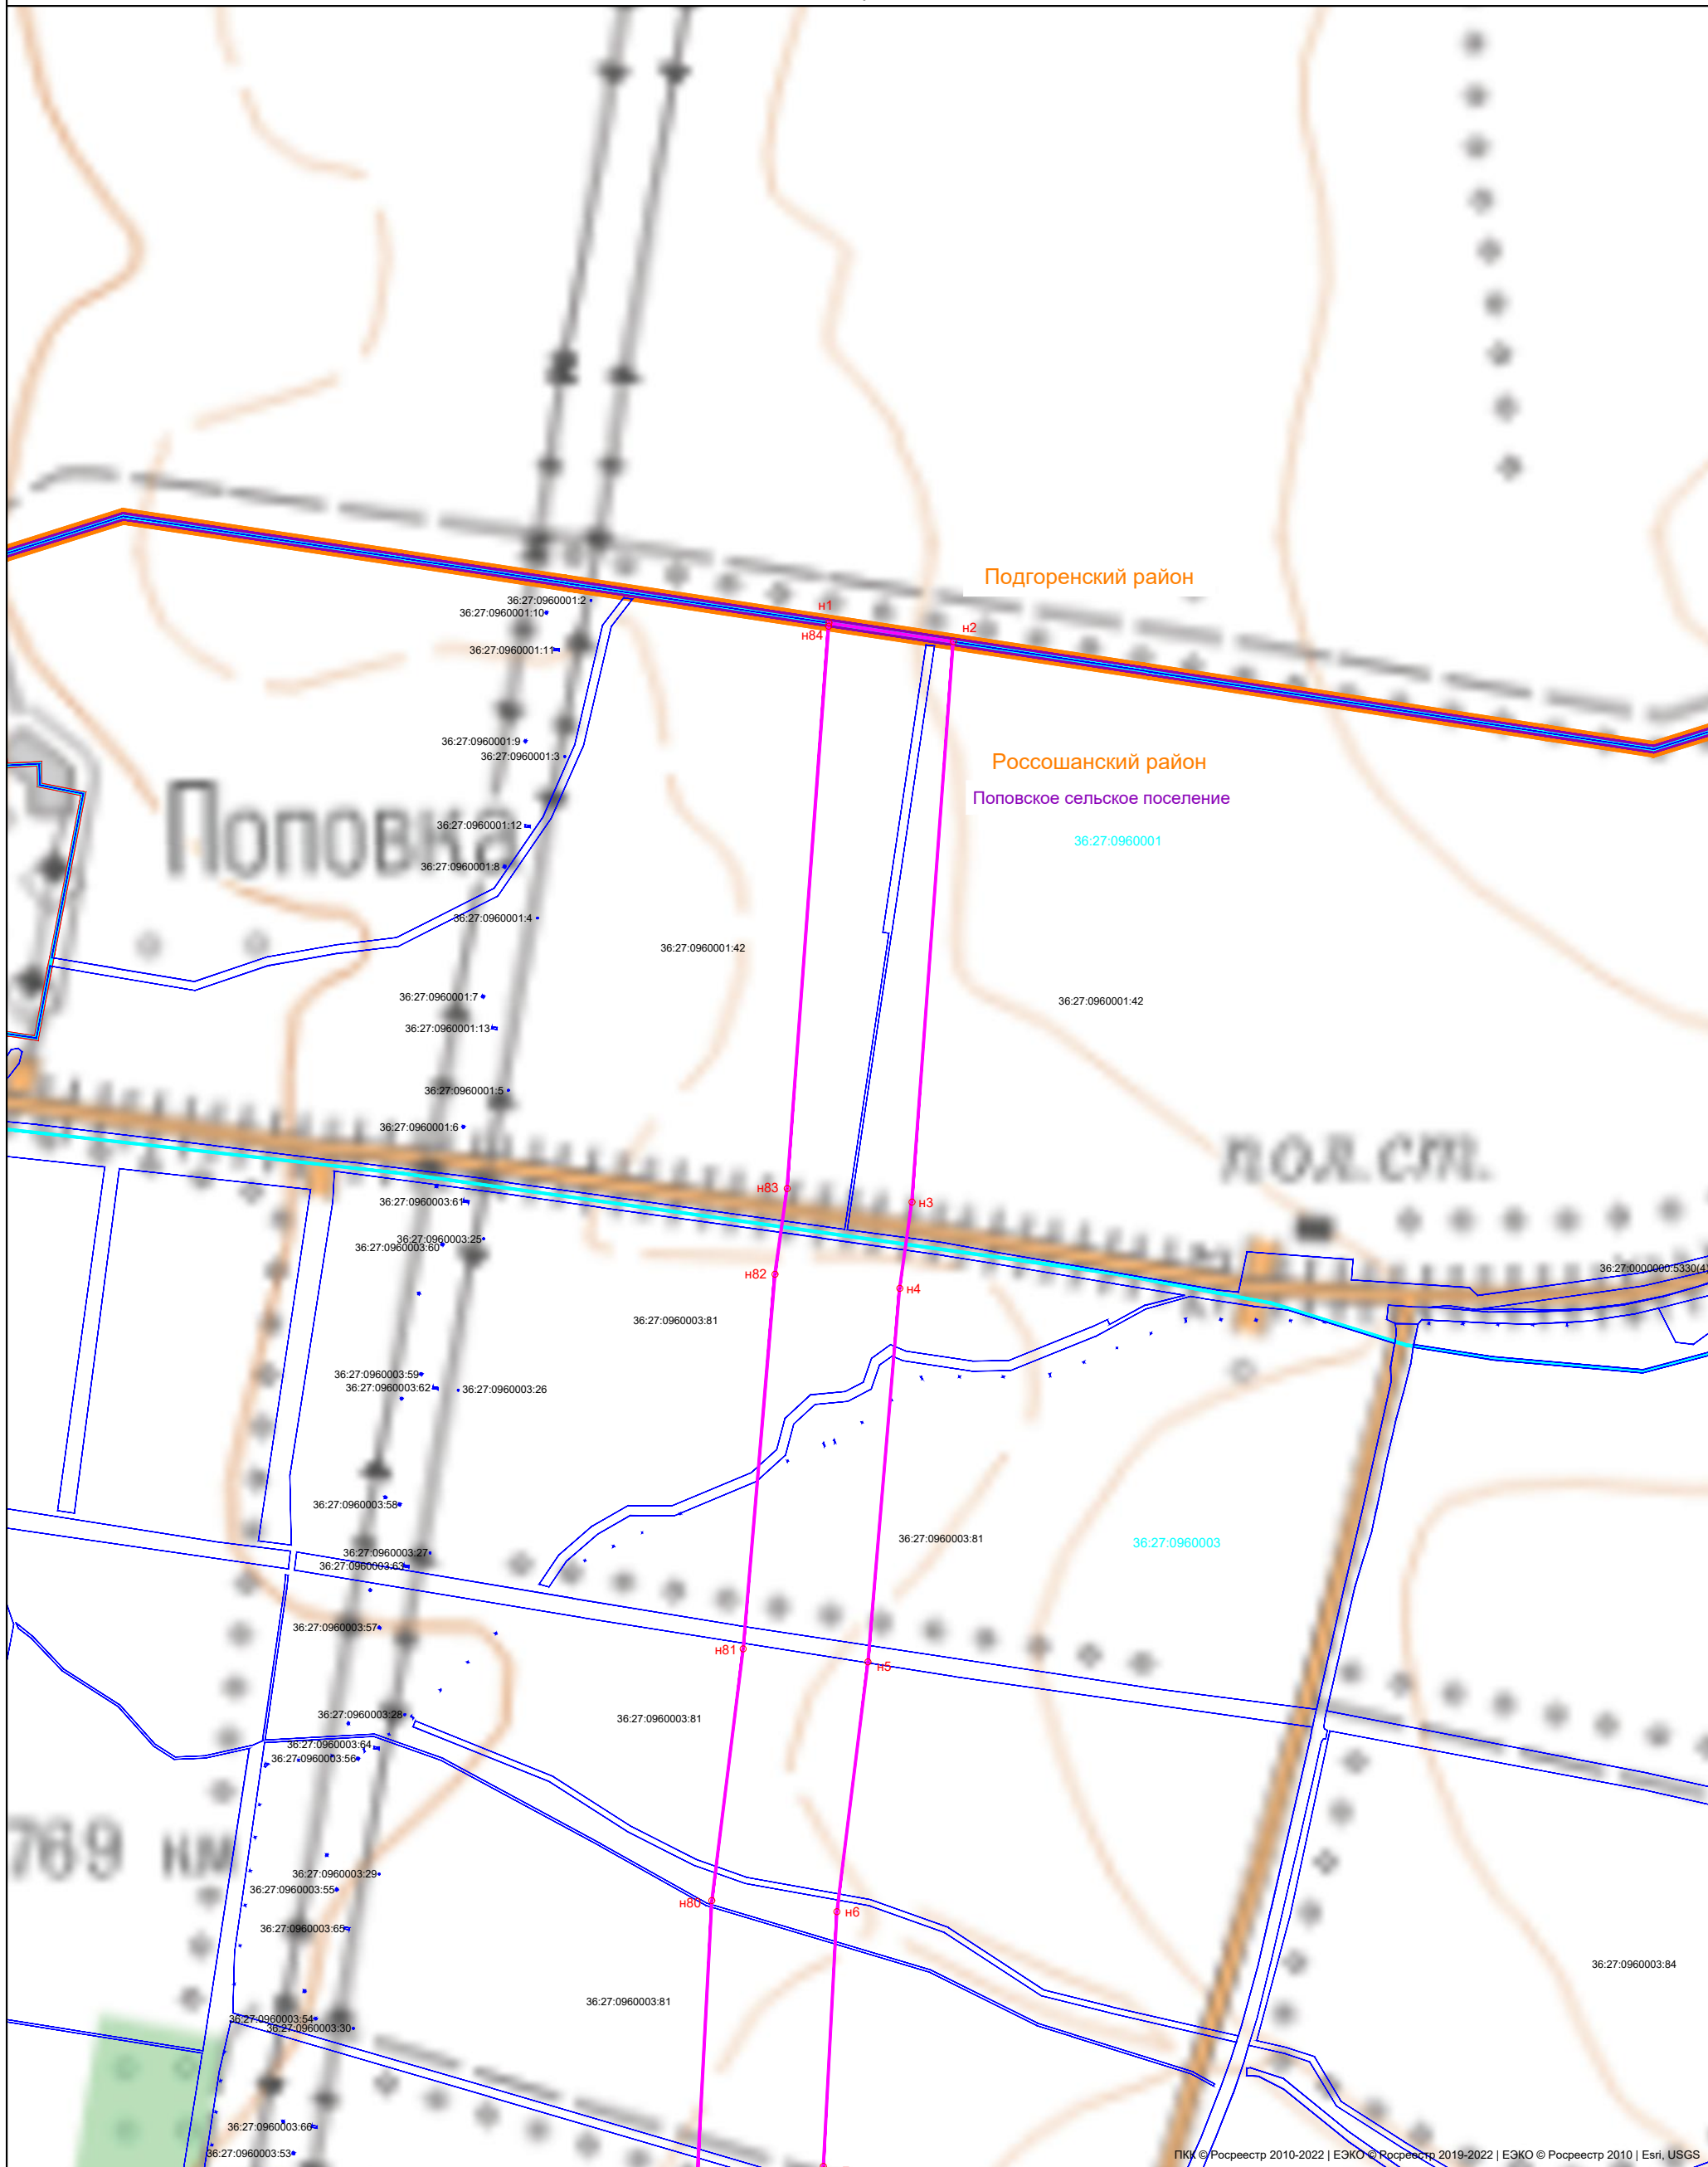 Подгоренский район
36:27:0960001:2
н1
36:27:0960001:10
н2
н84
36:27:0960001:11
36:27:0960001:9
36:27:0960001:3
Россошанский район
Поповское сельское поселение
Поповка
36:27:0960001:12
36:27:0960001
36:27:0960001:8
36:27:0960001:4
36:27:0960001:42
36:27:0960001:7
36:27:0960001:42
36:27:0960001:13
36:27:0960001:5
36:27:0960001:6
пол.ст.
н83
36:27:0960003:61
н3
36:27:0960003:25
36:27:0960003:60
36:27:0000000:5330(4
н82
н4
36:27:0960003:81
36:27:0960003:59
36:27:0960003:62
36:27:0960003:26
36:27:0960003:58
36:27:0960003:81
36:27:0960003
36:27:0960003:27
36:27:0960003:63
36:27:0960003:57
н81
н5
36:27:0960003:28
36:27:0960003:81
36:27:0960003:64
36:27:0960003:56
769 км
36:27:0960003:29
36:27:0960003:55
н80
н6
36:27:0960003:65
36:27:0960003:84
36:27:0960003:81
36:27:0960003:54
36:27:0960003:30
36:27:0960003:66
36:27:0960003:53
ПКК © Росреестр 2010-2022 | ЕЭКО © Росреестр 2019-2022 | ЕЭКО © Росреестр 2010 | Esri, USGS